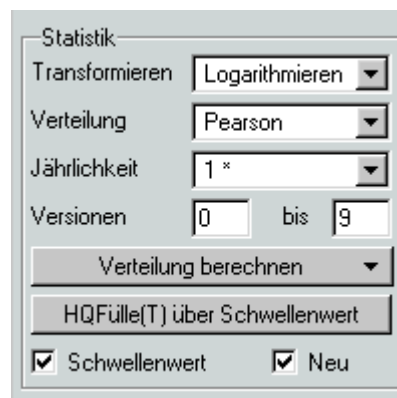 Statistik
Transformieren Logarithmieren
Verteilung Pearson
Jährlichkeit 1 *
Versionen 0 bis 9
Verteilung berechnen
HQFülle(T) über Schwellenwert
Schwellenwert Neu